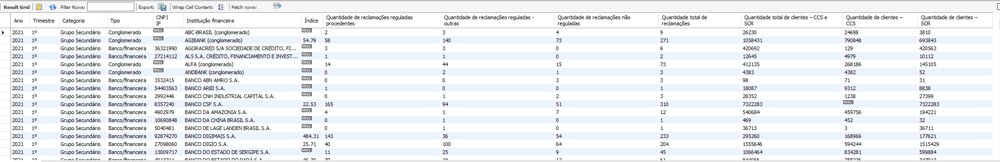 Result Grid Filter Rows: Export: Wrap Cell Content: Fetch rows:
Ano Trimestre Categoria Tipo CNPJ IF Instituição financeira Índice Quantidade de reclamações reguladas procedentes Quantidade de reclamações reguladas - outras Quantidade de reclamações não reguladas Quantidade total de reclamações Quantidade total de clientes – CCS e SCR Quantidade de clientes – CCS Quantidade de clientes – SCR
2021 1º Grupo Secundário Conglomerado NULL ABC-BRASIL (conglomerado) NULL 2 3 4 9 26230 24698 3810
2021 1º Grupo Secundário Conglomerado NULL AGIBANK (conglomerado) 54.79 58 140 73 271 1058431 790848 693843
2021 1º Grupo Secundário Banco/financeira 36321990 AGORACRED S/A SOCIEDADE DE CRÉDITO, FI... NULL 3 3 0 6 420692 129 420563
2021 1º Grupo Secundário Banco/financeira 27214112 AL5 S.A. CRÉDITO, FINANCIAMENTO E INVEST... NULL 1 1 0 2 12645 4979 10112
2021 1º Grupo Secundário Conglomerado NULL ALFA (conglomerado) NULL 14 44 15 73 412135 268186 145105
2021 1º Grupo Secundário Conglomerado NULL ANDBANK (conglomerado) NULL 0 2 1 3 4383 4382 52
2021 1º Grupo Secundário Banco/financeira 3532415 BANCO ABN AMRO S.A. NULL 0 0 3 3 98 71 31
2021 1º Grupo Secundário Banco/financeira 54403563 BANCO ARBI S.A. NULL 1 0 0 1 18087 9312 8838
2021 1º Grupo Secundário Banco/financeira 2992446 BANCO CNH INDUSTRIAL CAPITAL S.A. NULL 0 1 2 3 28352 1238 27399
2021 1º Grupo Secundário Banco/financeira 8357240 BANCO CSF S.A. 22.53 165 94 51 310 7322283 NULL 7322283
2021 1º Grupo Secundário Banco/financeira 4902979 BANCO DA AMAZONIA S.A. NULL 4 1 7 12 540684 459756 194221
2021 1º Grupo Secundário Banco/financeira 10690848 BANCO DA CHINA BRASIL S.A. NULL 0 1 0 1 469 452 32
2021 1º Grupo Secundário Banco/financeira 5040481 BANCO DE LAGE LANDEN BRASIL S.A. NULL 0 1 0 1 36713 3 36711
2021 1º Grupo Secundário Banco/financeira 92874270 BANCO DIGIMAIS S.A. 484.31 143 36 54 233 295260 168966 177621
2021 1º Grupo Secundário Banco/financeira 27098060 BANCO DIGIO S.A. 25.71 40 100 64 204 1555646 594244 1515429
2021 1º Grupo Secundário Banco/financeira 13009717 BANCO DO ESTADO DE SERGIPE S.A. NULL 11 25 9 45 1066464 834281 599884
2021 1º Grupo Secundário Banco/financeira 4913711 BANCO DO ESTADO DO PARÁ S.A.